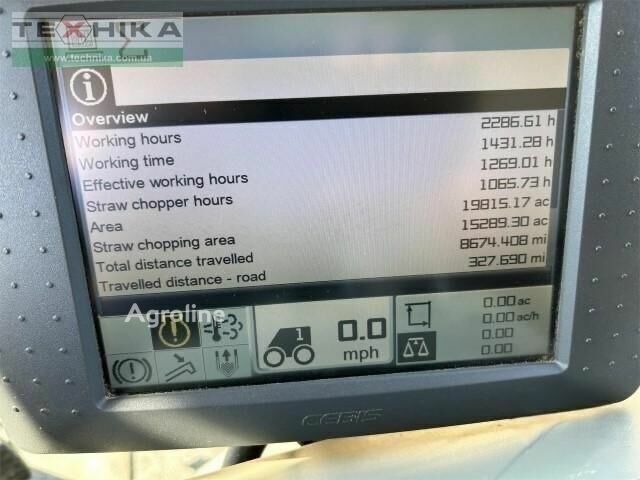 ТЕХНІКА
www.technika.com.ua
Overview
Working hours 2286.61 h
Working time 1431.28 h
Effective working hours 1269.01 h
Straw chopper hours 1065.73 h
Area 19815.17 ac
Straw chopping area 15289.30 ac
Total distance travelled 8674.408 mi
Travelled distance - road 327.690 mi
Agroline
1
0.0
mph
0.00 ac
0.00 ac/h
0.00
0.00
CEBIS